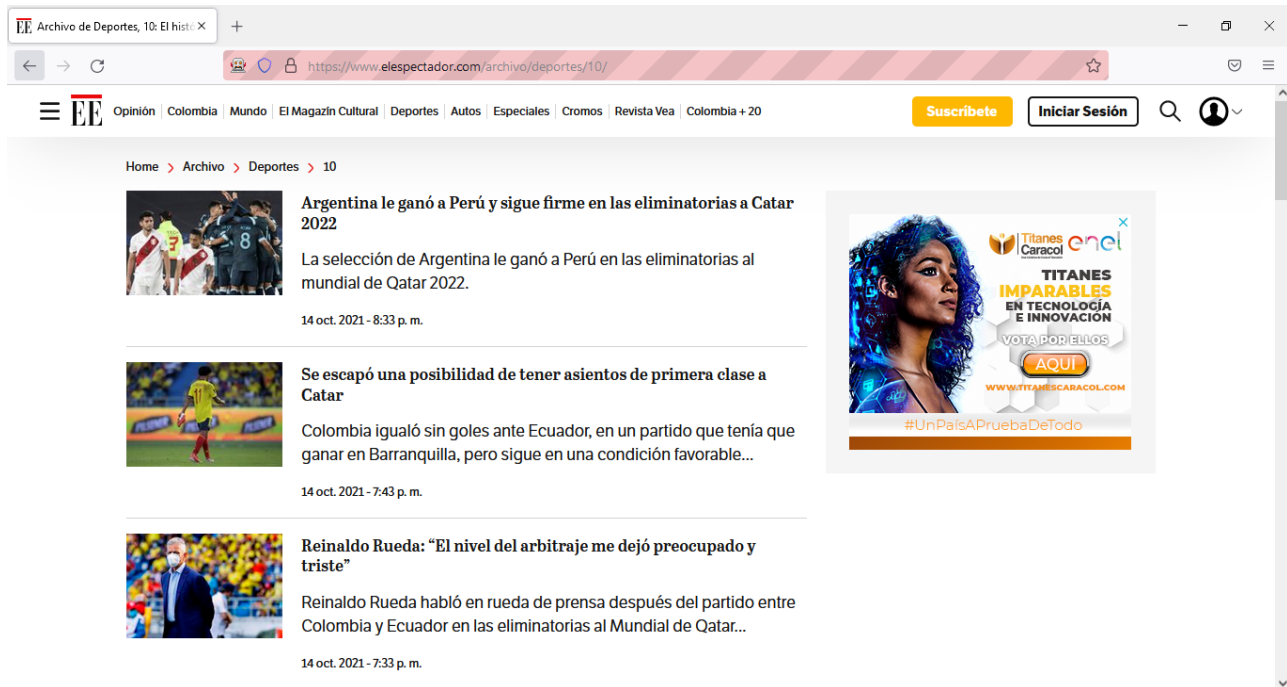 EE Archivo de Deportes, 10: El histó
https://www.elespectador.com/archivo/deportes/10/
EE Opinión Colombia Mundo El Magazín Cultural Deportes Autos Especiales Cromos Revista Vea Colombia + 20 Suscríbete Iniciar Sesión
Home > Archivo > Deportes > 10
Argentina le ganó a Perú y sigue firme en las eliminatorias a Catar
2022
La selección de Argentina le ganó a Perú en las eliminatorias al
mundial de Qatar 2022.
14 oct. 2021 - 8:33 p. m.
Se escapó una posibilidad de tener asientos de primera clase a
Catar
Colombia igualó sin goles ante Ecuador, en un partido que tenía que
ganar en Barranquilla, pero sigue en una condición favorable...
14 oct. 2021 - 7:43 p. m.
Reinaldo Rueda: “El nivel del arbitraje me dejó preocupado y
triste”
Reinaldo Rueda habló en rueda de prensa después del partido entre
Colombia y Ecuador en las eliminatorias al Mundial de Qatar...
14 oct. 2021 - 7:33 p. m.
Titanes
Caracol
enel
TITANES
IMPARABLES
EN TECNOLOGÍA
E INNOVACIÓN
VOTA POR ELLOS
AQUÍ
WWW.TITANESCARACOL.COM
#UnPaísAPruebaDeTodo
8
11
PILSENER